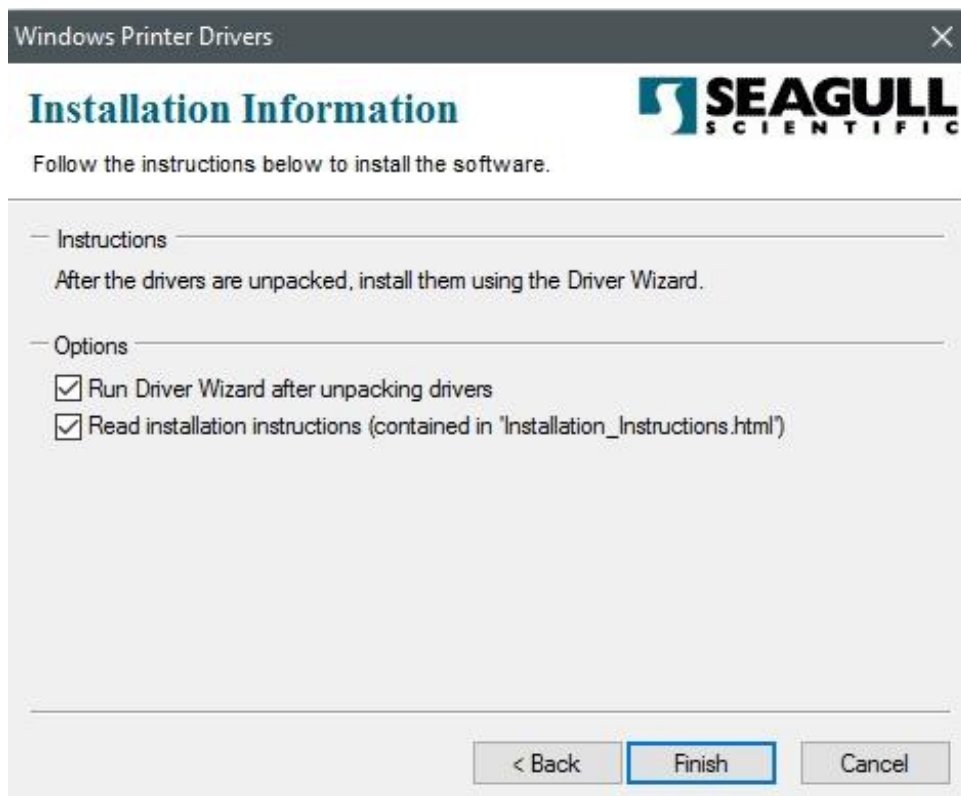 Windows Printer Drivers
Installation Information
SEAGULL
SCIENTIFIC
Follow the instructions below to install the software.
Instructions
After the drivers are unpacked, install them using the Driver Wizard.
Options
Run Driver Wizard after unpacking drivers
Read installation instructions (contained in 'Installation_Instructions.html')
< Back
Finish
Cancel